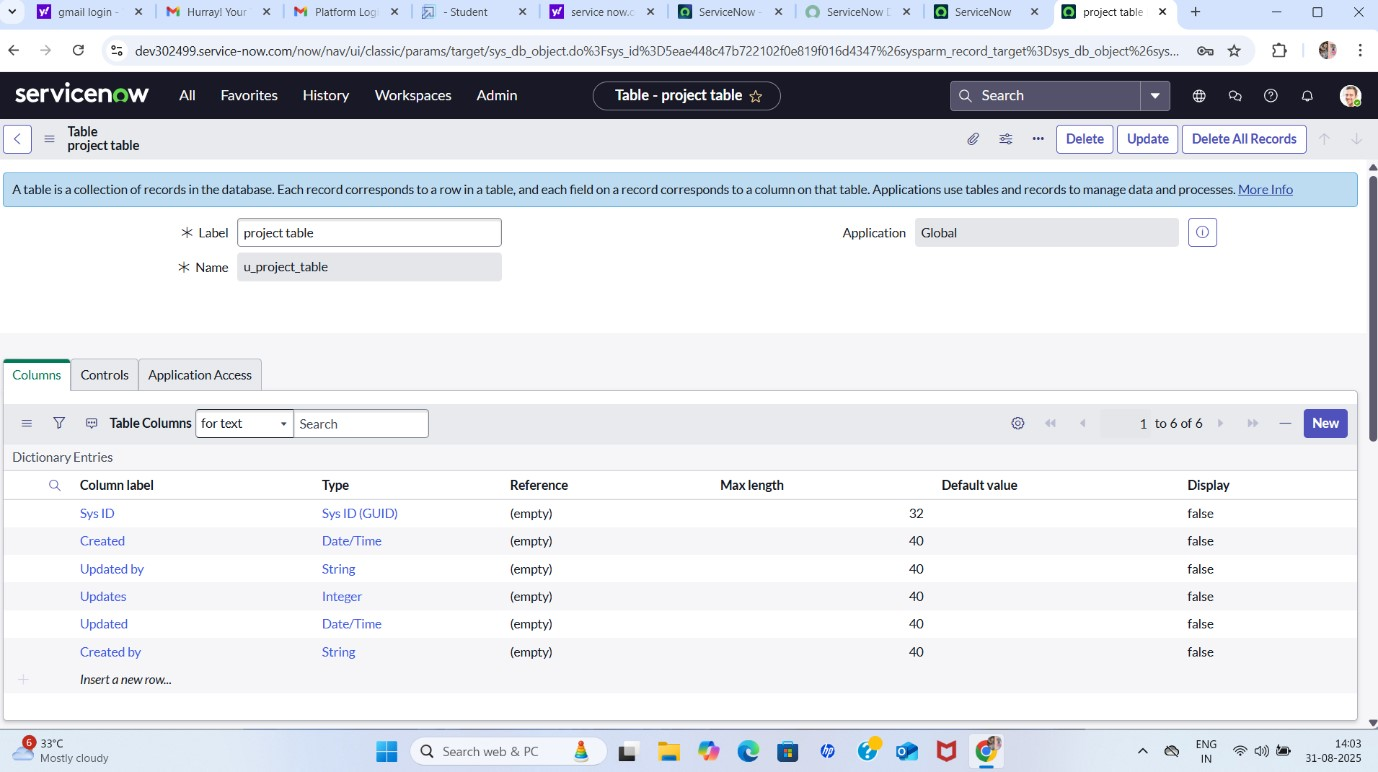 gmail login -
Hurray! Your
Platform Log
- Student
service now.c
ServiceNow -
ServiceNow D
ServiceNow
project table
dev302499.service-now.com/now/nav/ui/classic/params/target/sys_db_object.do%3Fsys_id%3D5eae448c47b722102f0e819f016d4347%26sysparm_record_target%3Dsys_db_object%26sys...
servicenow All Favorites History Workspaces Admin Table - project table Search
Table
project table
Delete Update Delete All Records
A table is a collection of records in the database. Each record corresponds to a row in a table, and each field on a record corresponds to a column on that table. Applications use tables and records to manage data and processes. More Info
Label project table Application Global
Name u_project_table
Columns Controls Application Access
Table Columns for text Search 1 to 6 of 6 New
Dictionary Entries
Column label Type Reference Max length Default value Display
Sys ID Sys ID (GUID) (empty) 32 false
Created Date/Time (empty) 40 false
Updated by String (empty) 40 false
Updates Integer (empty) 40 false
Updated Date/Time (empty) 40 false
Created by String (empty) 40 false
Insert a new row...
6
33°C
Mostly cloudy
Search web & PC
ENG
IN
14:03
31-08-2025